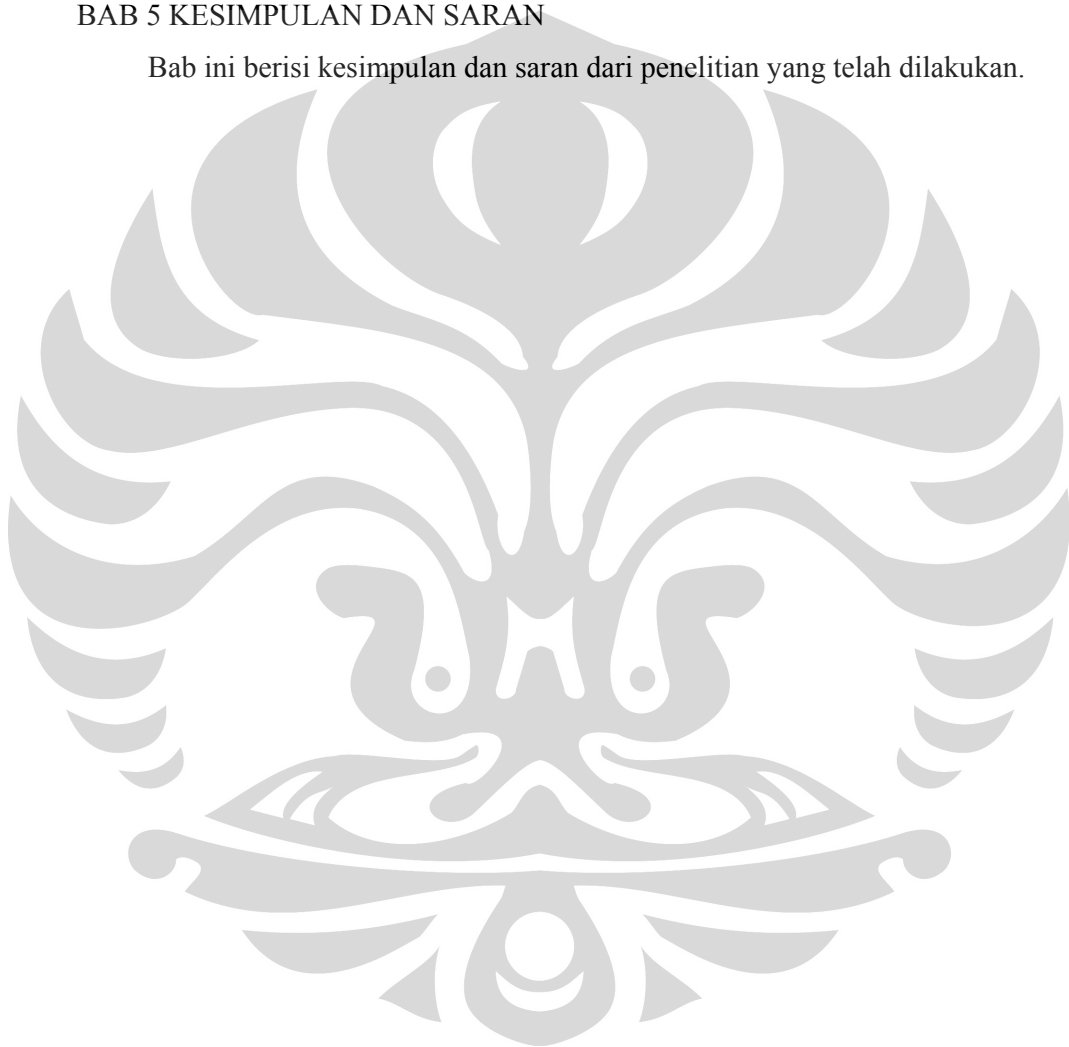 BAB 5 KESIMPULAN DAN SARAN
Bab ini berisi kesimpulan dan saran dari penelitian yang telah dilakukan.